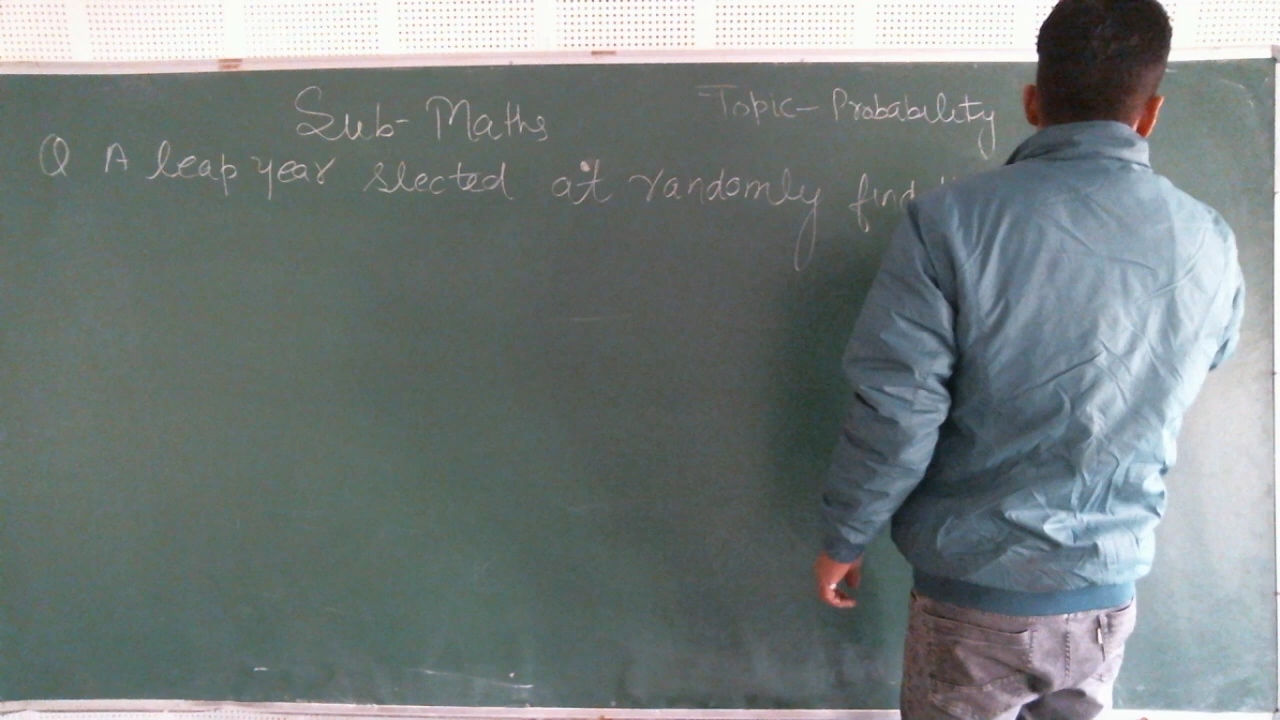 Sub- Maths Topic- Probability
Q A leap year slected at randomly find